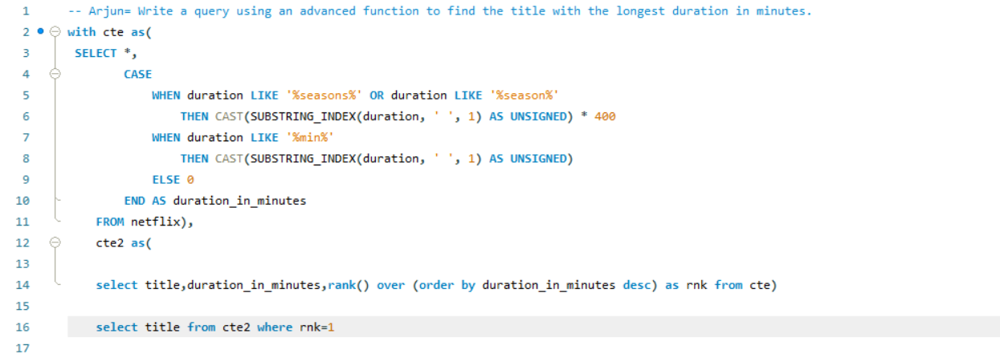 1 -- Arjun= Write a query using an advanced function to find the title with the longest duration in minutes.
2 with cte as(
3 SELECT *,
4 CASE
5 WHEN duration LIKE '%seasons%' OR duration LIKE '%season%'
6 THEN CAST(SUBSTRING_INDEX(duration, ' ', 1) AS UNSIGNED) * 400
7 WHEN duration LIKE '%min%'
8 THEN CAST(SUBSTRING_INDEX(duration, ' ', 1) AS UNSIGNED)
9 ELSE 0
10 END AS duration_in_minutes
11 FROM netflix),
12 cte2 as(
13
14 select title,duration_in_minutes,rank() over (order by duration_in_minutes desc) as rnk from cte)
15
16 select title from cte2 where rnk=1
17